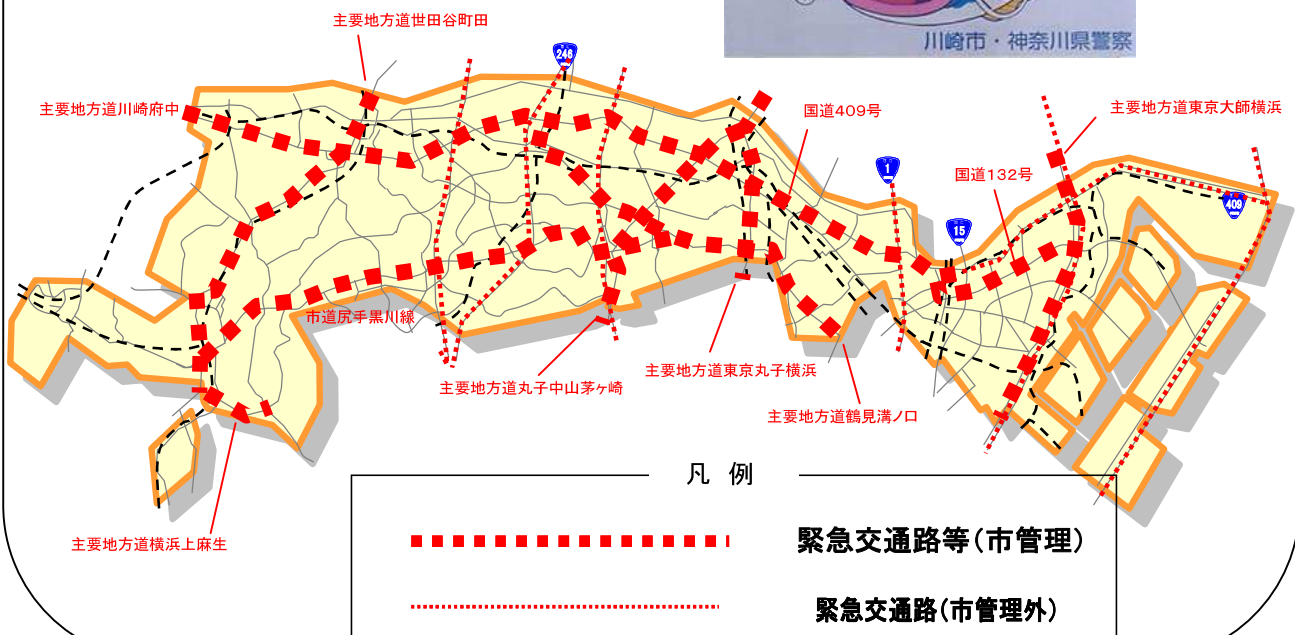 川崎市・神奈川県警察
主要地方道世田谷町田
246
主要地方道川崎府中
国道409号
主要地方道東京大師横浜
1
国道132号
409
15
市道尻手黒川線
主要地方道丸子中山茅ヶ崎
主要地方道東京丸子横浜
主要地方道鶴見溝ノ口
主要地方道横浜上麻生
凡 例
緊急交通路等(市管理)
緊急交通路(市管理外)